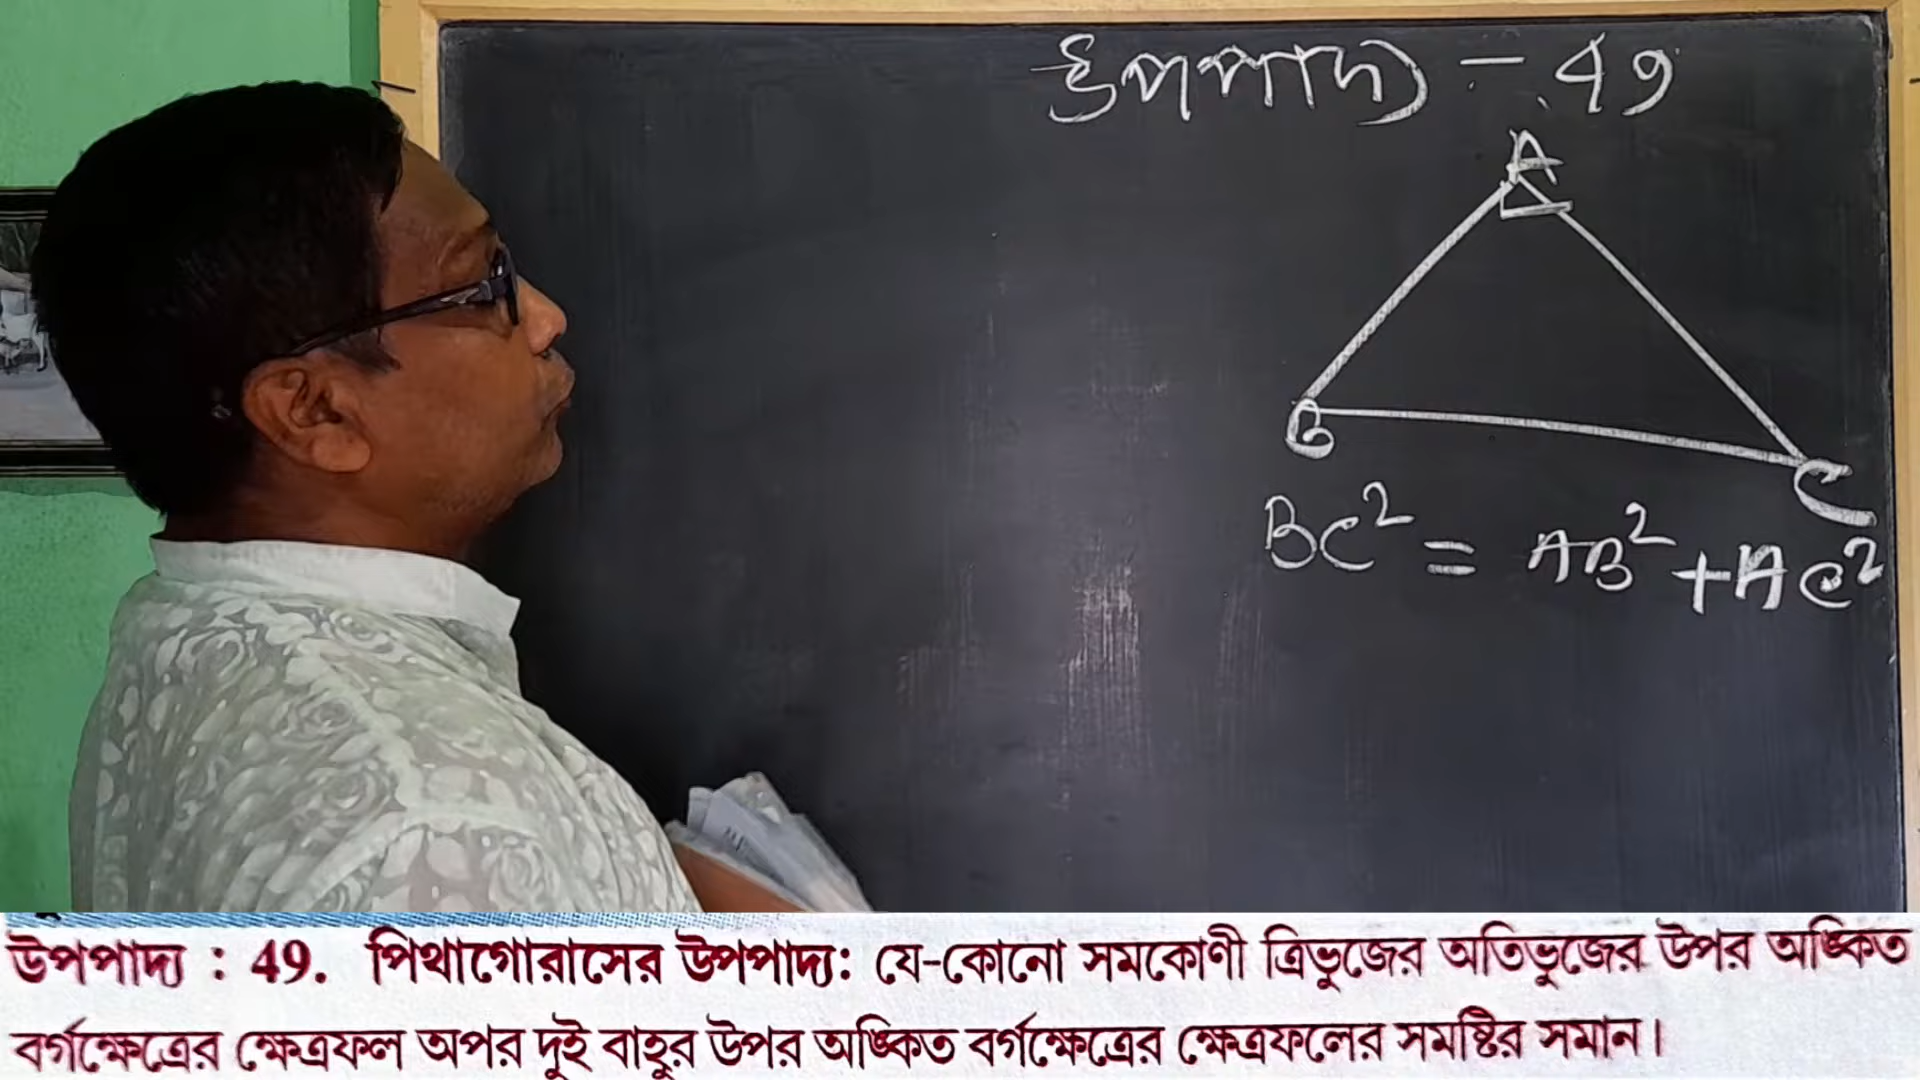 উপপাদ্য - 49
A
B
C
BC² = AB² + AC²
উপপাদ্য : 49. পিথাগোরাসের উপপাদ্য: যে-কোনো সমকোণী ত্রিভুজের অতিভুজের উপর অঙ্কিত
বর্গক্ষেত্রের ক্ষেত্রফল অপর দুই বাহুর উপর অঙ্কিত বর্গক্ষেত্রের ক্ষেত্রফলের সমষ্টির সমান।